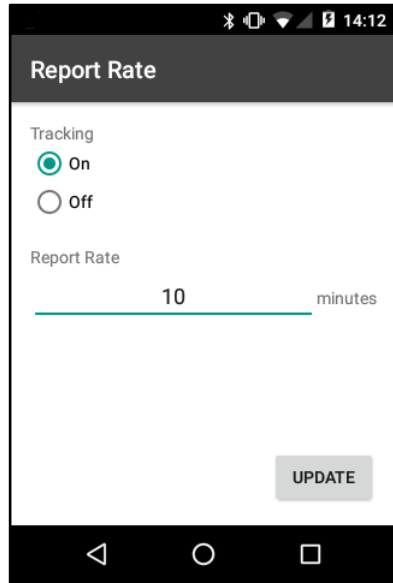 14:12
Report Rate
Tracking
On
Off
Report Rate
10 minutes
UPDATE